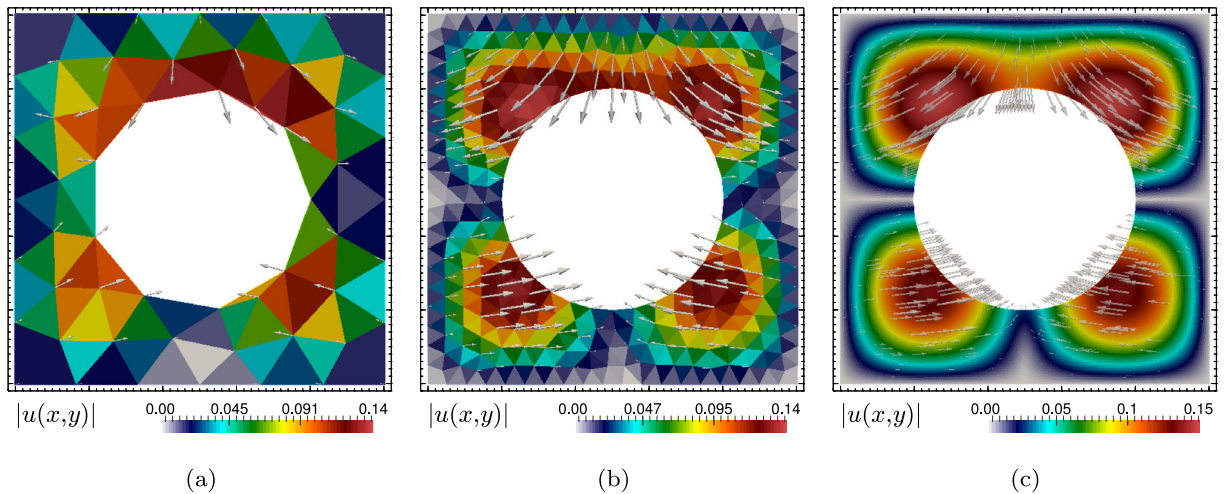 |u(x,y)| 0.00 0.045 0.091 0.14
|u(x,y)| 0.00 0.047 0.095 0.14
|u(x,y)| 0.00 0.05 0.1 0.15
(a)
(b)
(c)